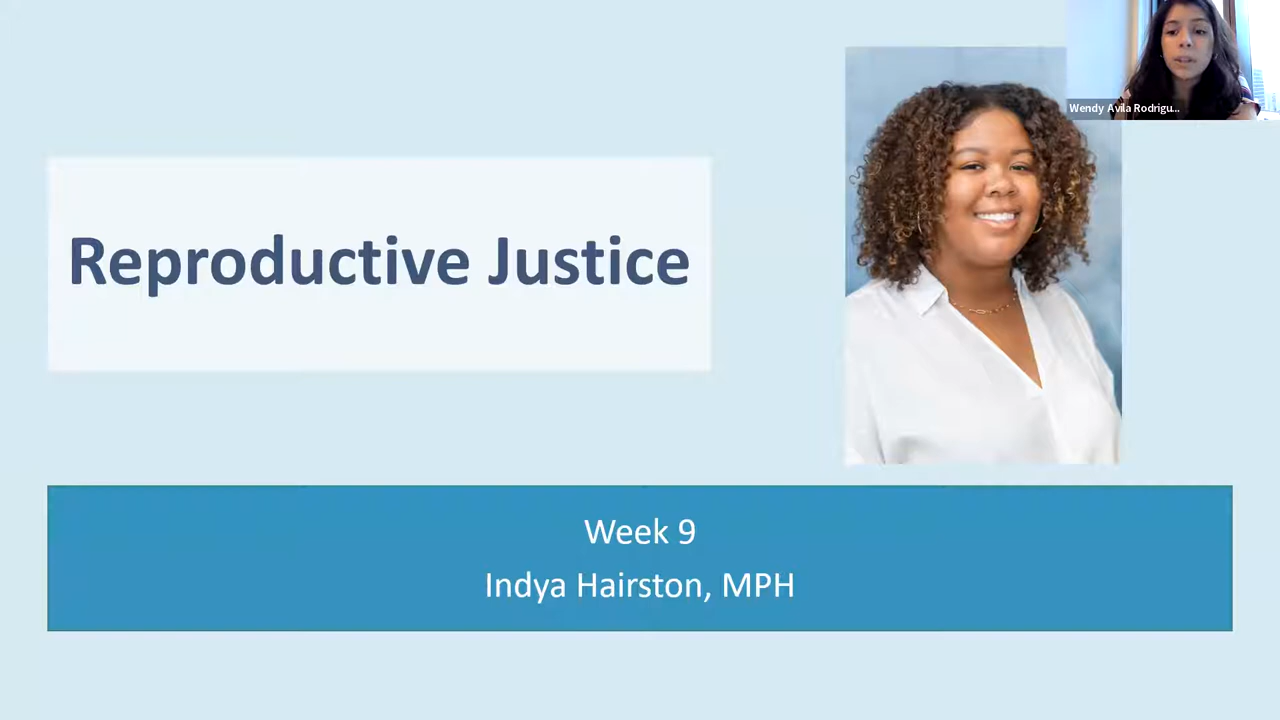 Wendy Avila Rodrigu...
Reproductive Justice
Week 9
Indya Hairston, MPH